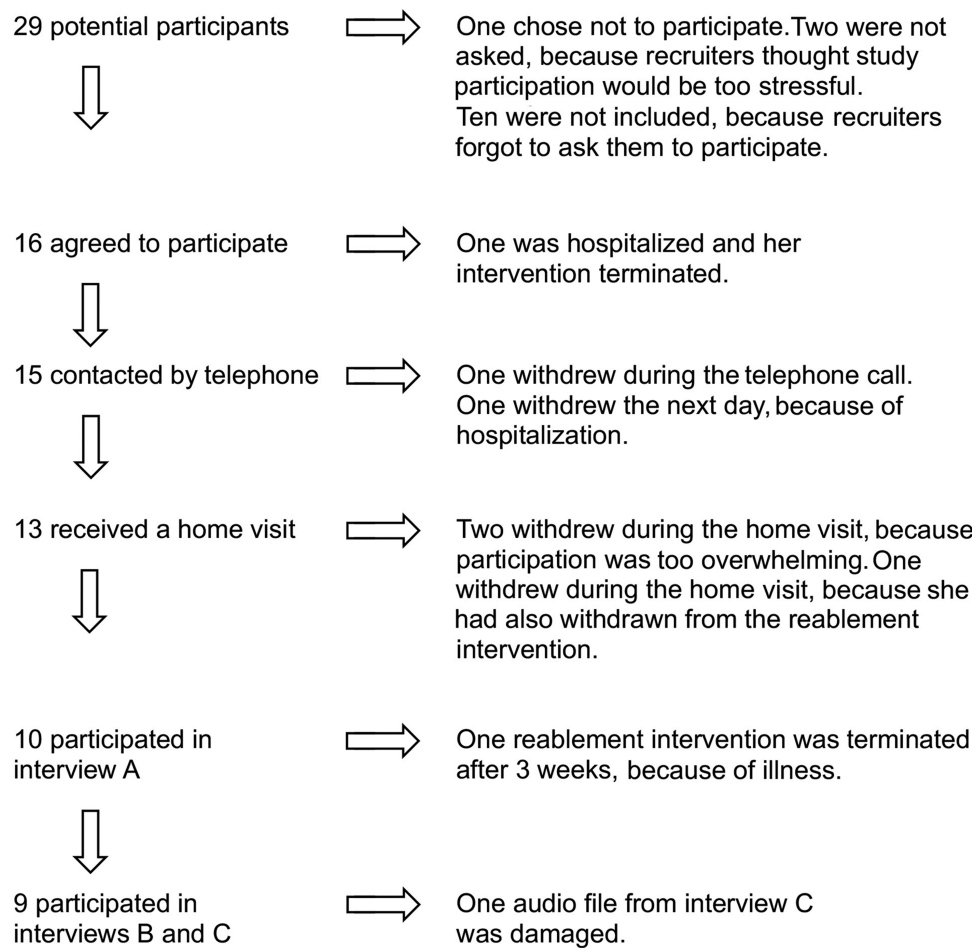 29 potential participants
One chose not to participate. Two were not
asked, because recruiters thought study
participation would be too stressful.
Ten were not included, because recruiters
forgot to ask them to participate.
16 agreed to participate
One was hospitalized and her
intervention terminated.
15 contacted by telephone
One withdrew during the telephone call.
One withdrew the next day, because of
hospitalization.
13 received a home visit
Two withdrew during the home visit, because
participation was too overwhelming. One
withdrew during the home visit, because she
had also withdrawn from the reablement
intervention.
10 participated in
interview A
One reablement intervention was terminated
after 3 weeks, because of illness.
9 participated in
interviews B and C
One audio file from interview C
was damaged.